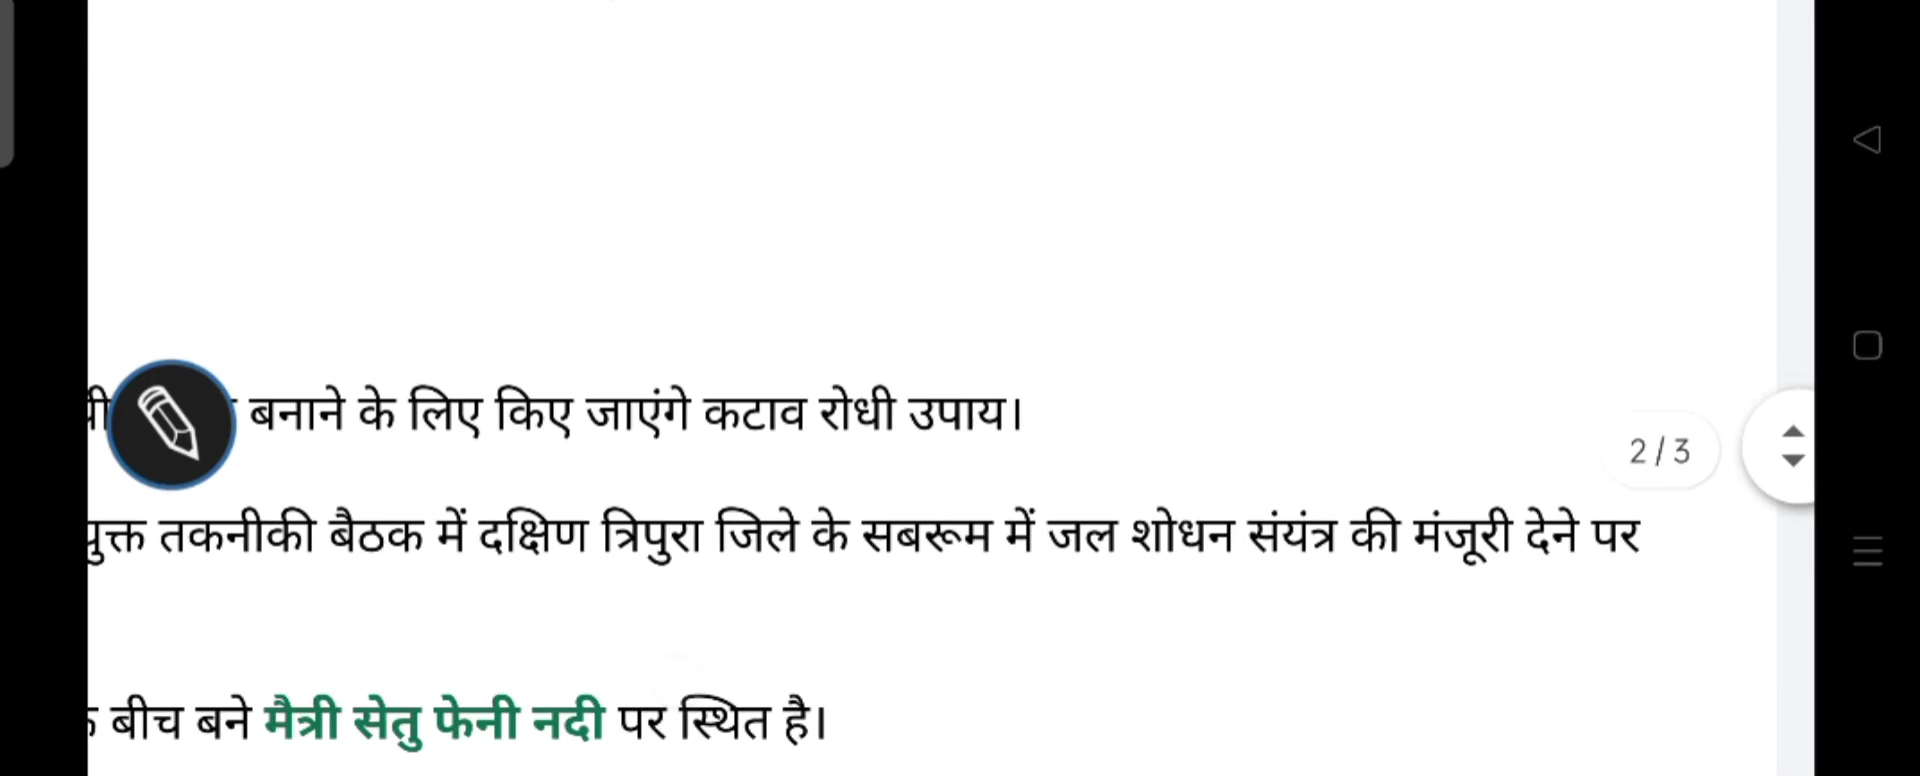 बनाने के लिए किए जाएंगे कटाव रोधी उपाय।
2 / 3
तकनीकी बैठक में दक्षिण त्रिपुरा जिले के सबरूम में जल शोधन संयंत्र की मंजूरी देने पर
बीच बने मैत्री सेतु फेनी नदी पर स्थित है।